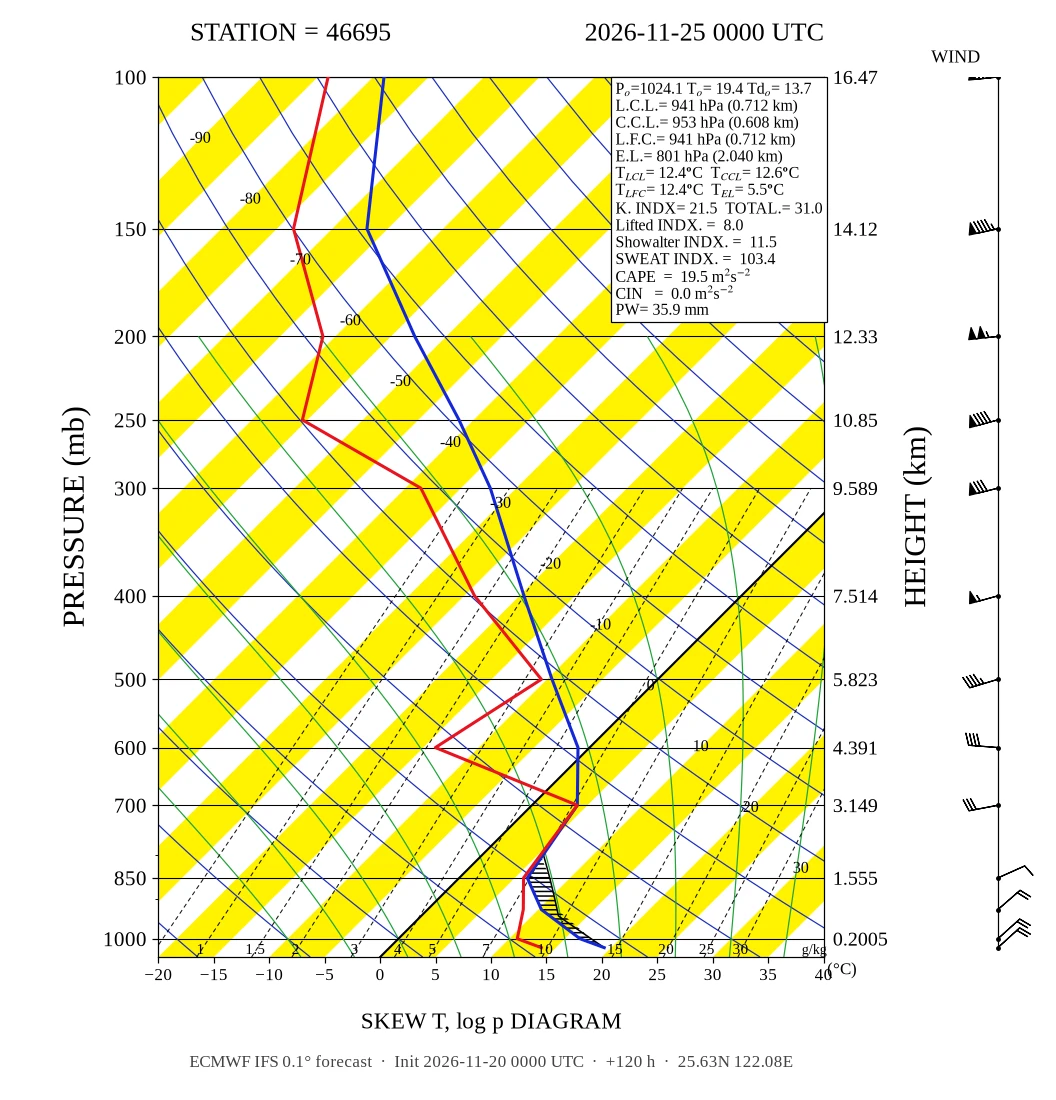 STATION = 46695 2026-11-25 0000 UTC
WIND
100 16.47
P₀=1024.1 T₀= 19.4 Td₀= 13.7
L.C.L.= 941 hPa (0.712 km)
C.C.L.= 953 hPa (0.608 km)
L.F.C.= 941 hPa (0.712 km)
E.L.= 801 hPa (2.040 km)
T_LCL= 12.4°C T_CCL= 12.6°C
T_LFC= 12.4°C T_EL= 5.5°C
K. INDX= 21.5 TOTAL.= 31.0
Lifted INDX. = 8.0
Showalter INDX. = 11.5
SWEAT INDX. = 103.4
CAPE = 19.5 m²s⁻²
CIN = 0.0 m²s⁻²
PW= 35.9 mm
-90
-80
150 14.12
-70
-60
200 12.33
-50
250 10.85
-40
300 9.589
-30
-20
400 7.514
-10
500 5.823
0
10
600 4.391
20
700 3.149
30
850 1.555
1000 0.2005
PRESSURE (mb)
HEIGHT (km)
1 1.5 2 3 4 5 7 10 15 20 25 30 g/kg
−20 −15 −10 −5 0 5 10 15 20 25 30 35 40 (°C)
SKEW T, log p DIAGRAM
ECMWF IFS 0.1° forecast · Init 2026-11-20 0000 UTC · +120 h · 25.63N 122.08E